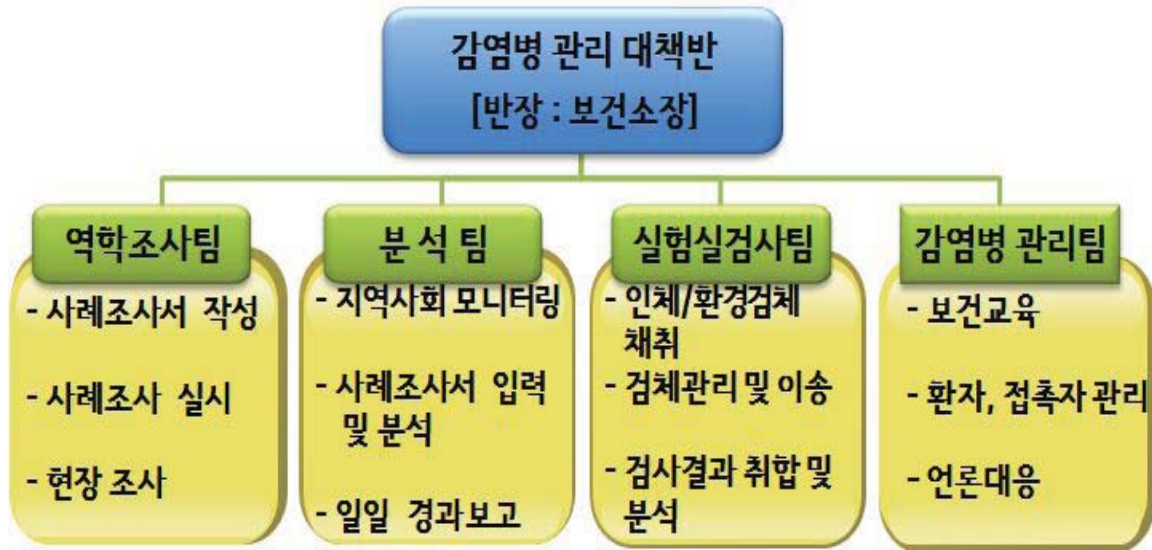 감염병 관리 대책반
[반장 : 보건소장]
역학조사팀
- 사례조사서 작성
- 사례조사 실시
- 현장 조사
분 석 팀
- 지역사회 모니터링
- 사례조사서 입력
및 분석
- 일일 경과보고
실험실검사팀
- 인체/환경검체
채취
- 검체관리 및 이송
- 검사결과 취합 및
분석
감염병 관리팀
- 보건교육
- 환자, 접촉자 관리
- 언론대응